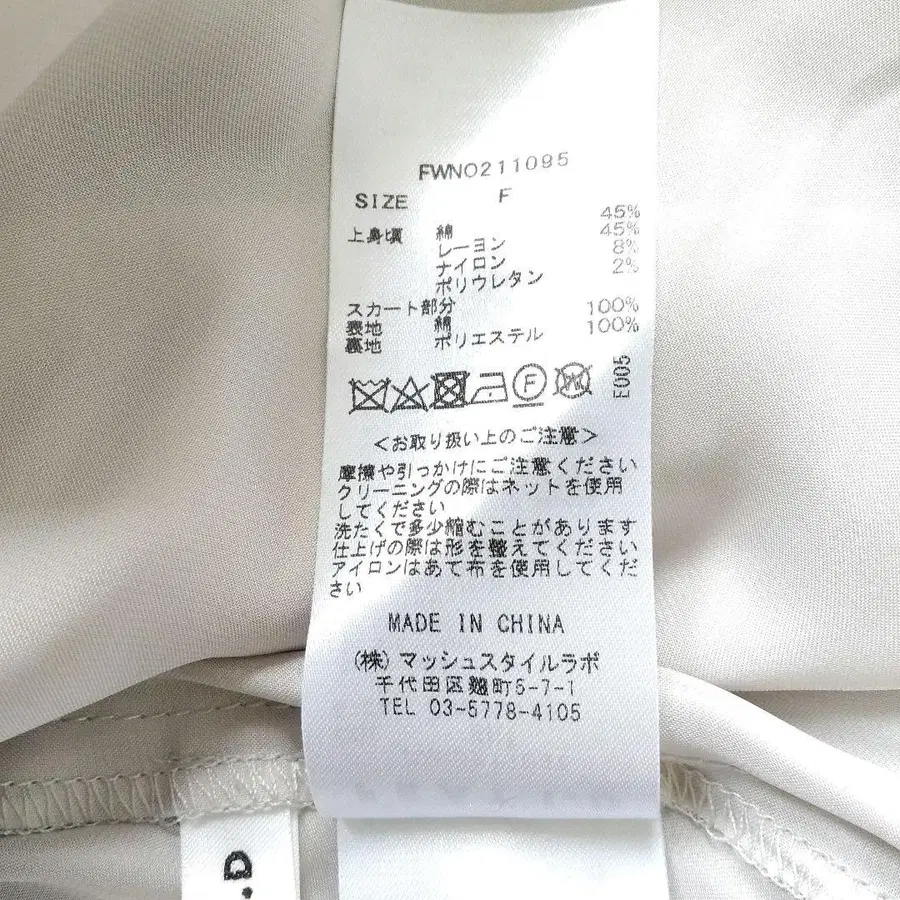 FWNO211095
SIZE F
上身頃 綿 45%
レーヨン 45%
ナイロン 8%
ポリウレタン 2%
スカート部分
表地 綿 100%
裏地 ポリエステル 100%
F
E005
<お取り扱い上のご注意>
摩擦や引っかけにご注意ください
クリーニングの際はネットを使用
してください
洗たくで多少縮むことがあります
仕上げの際は形を整えてください
アイロンはあて布を使用してくだ
さい
MADE IN CHINA
(株)マッシュスタイルラボ
千代田区麹町5-7-1
TEL 03-5778-4105
.D